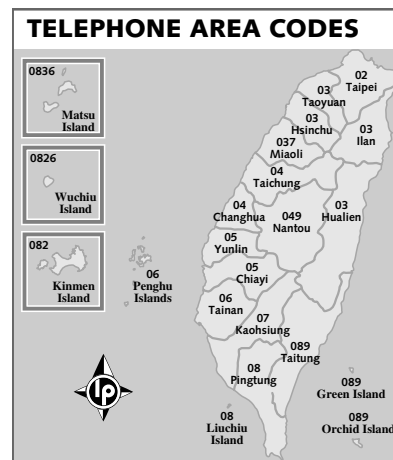 TELEPHONE AREA CODES
0836
Matsu
Island
0826
Wuchiu
Island
082
Kinmen
Island
06
Penghu
Islands
02
Taipei
03
Taoyuan
03
Hsinchu
03
Ilan
037
Miaoli
04
Taichung
04
Changhua
049
Nantou
03
Hualien
05
Yunlin
05
Chiayi
06
Tainan
07
Kaohsiung
089
Taitung
08
Pingtung
08
Liuchiu
Island
089
Green Island
089
Orchid Island
lp